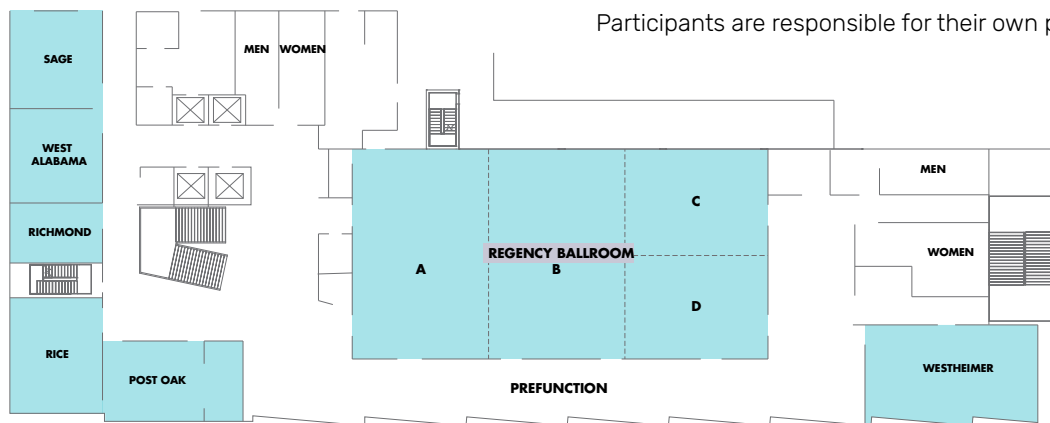 Participants are responsible for their own p
SAGE
MEN
WOMEN
WEST
ALABAMA
MEN
C
RICHMOND
WOMEN
REGENCY BALLROOM
A
B
D
RICE
POST OAK
WESTHEIMER
PREFUNCTION